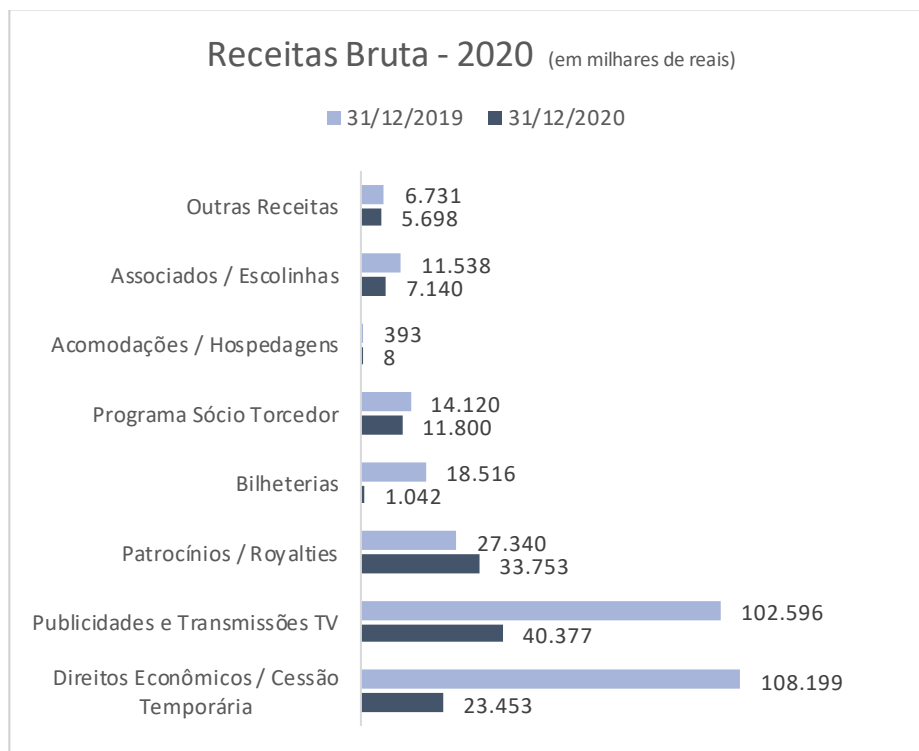 Receitas Bruta - 2020 (em milhares de reais)
31/12/2019 31/12/2020
Outras Receitas
6.731
5.698
Associados / Escolinhas
11.538
7.140
Acomodações / Hospedagens
393
8
Programa Sócio Torcedor
14.120
11.800
Bilheterias
18.516
1.042
Patrocínios / Royalties
27.340
33.753
Publicidades e Transmissões TV
102.596
40.377
Direitos Econômicos / Cessão
Temporária
108.199
23.453